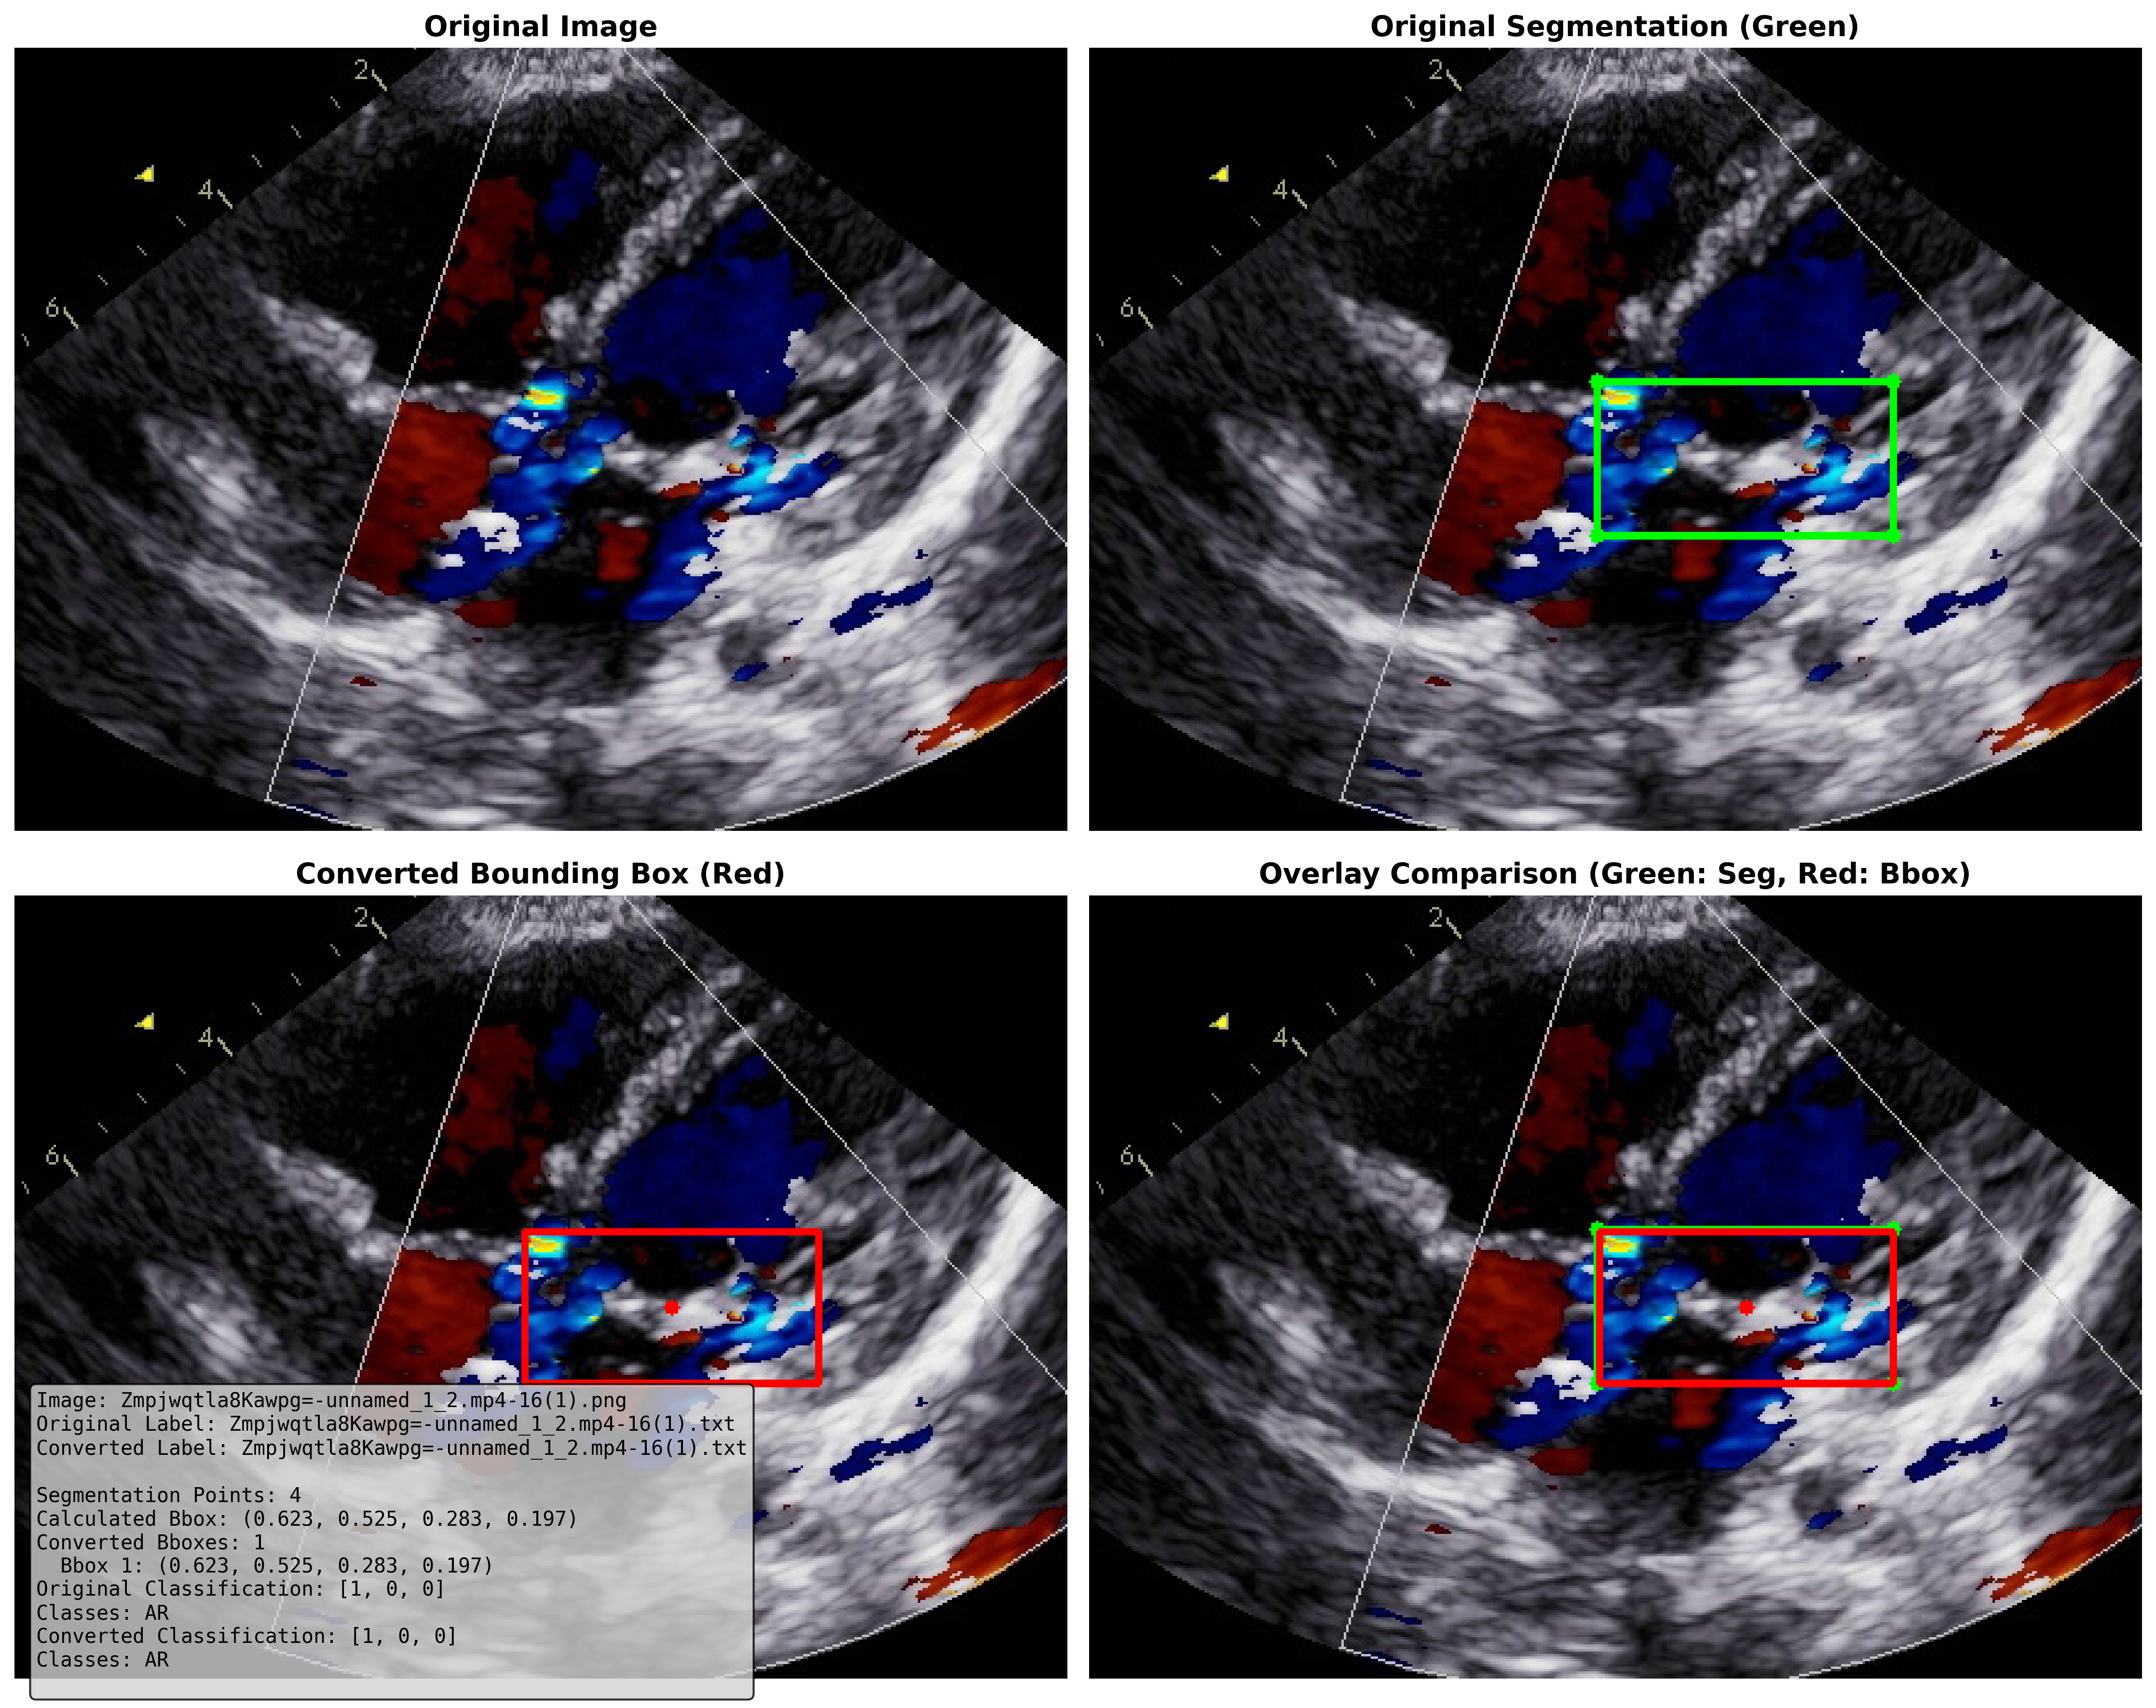 Original Image
Original Segmentation (Green)
2
4
6
2
4
6
Converted Bounding Box (Red)
Overlay Comparison (Green: Seg, Red: Bbox)
2
4
6
2
4
6
Image: Zmpjwqtla8Kawpg=-unnamed_1_2.mp4-16(1).png
Original Label: Zmpjwqtla8Kawpg=-unnamed_1_2.mp4-16(1).txt
Converted Label: Zmpjwqtla8Kawpg=-unnamed_1_2.mp4-16(1).txt
Segmentation Points: 4
Calculated Bbox: (0.623, 0.525, 0.283, 0.197)
Converted Bboxes: 1
Bbox 1: (0.623, 0.525, 0.283, 0.197)
Original Classification: [1, 0, 0]
Classes: AR
Converted Classification: [1, 0, 0]
Classes: AR